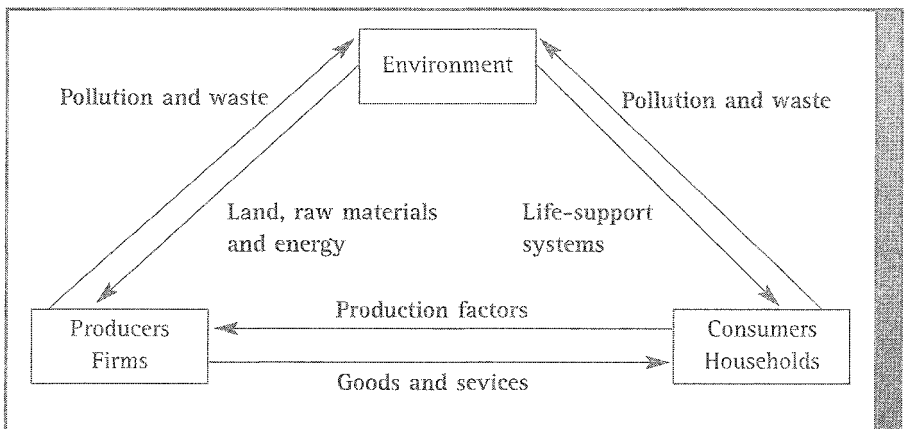 Environment
Pollution and waste
Pollution and waste
Land, raw materials
and energy
Life-support
systems
Production factors
Producers
Firms
Consumers
Households
Goods and sevices